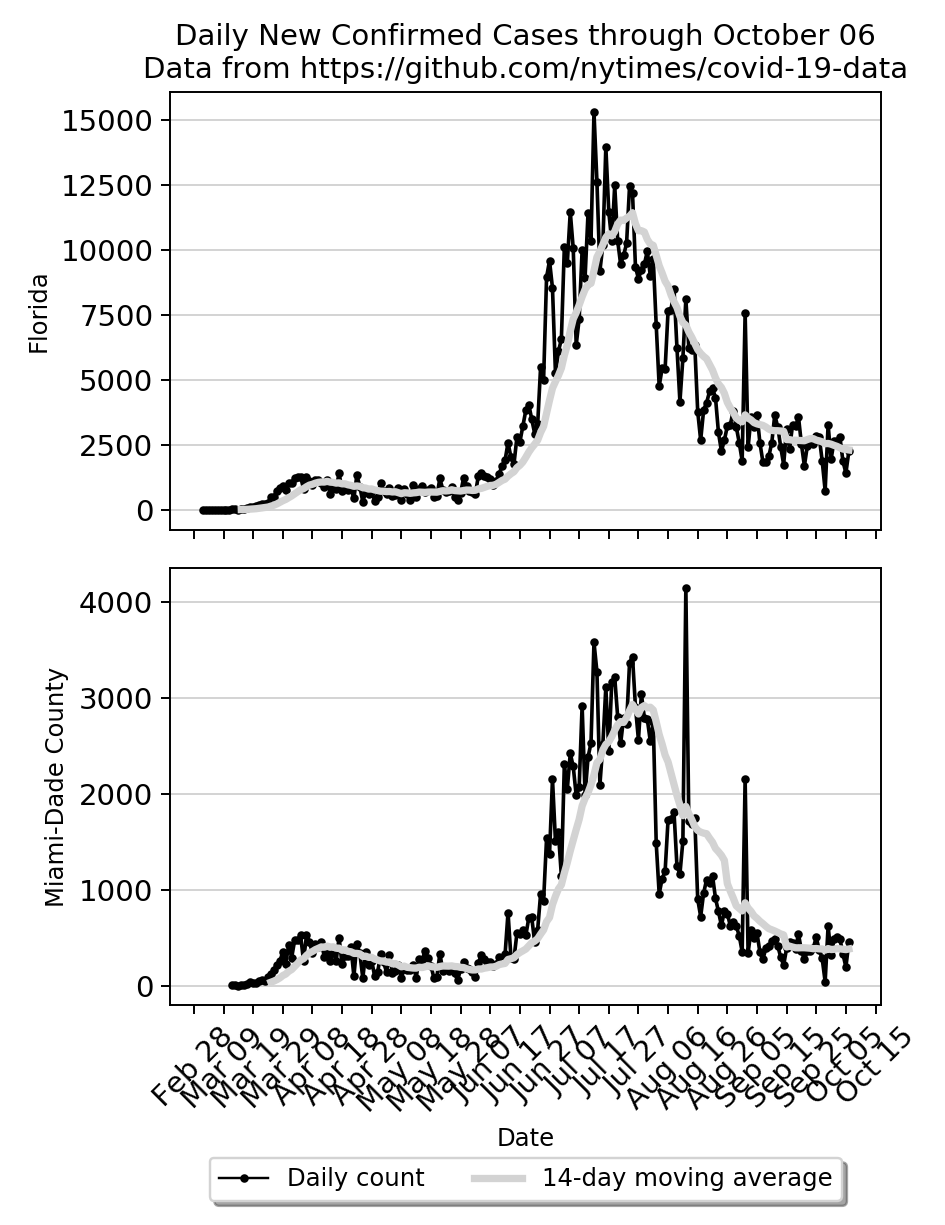 Daily New Confirmed Cases through October 06
Data from https://github.com/nytimes/covid-19-data
15000
12500
10000
7500
5000
2500
0
Florida
4000
3000
2000
1000
0
Miami-Dade County
Feb 28
Mar 09
Mar 19
Mar 29
Apr 08
Apr 18
Apr 28
May 08
May 18
May 28
Jun 07
Jun 17
Jun 27
Jul 07
Jul 17
Jul 27
Aug 06
Aug 16
Aug 26
Sep 05
Sep 15
Sep 25
Oct 05
Oct 15
Date
Daily count
14-day moving average